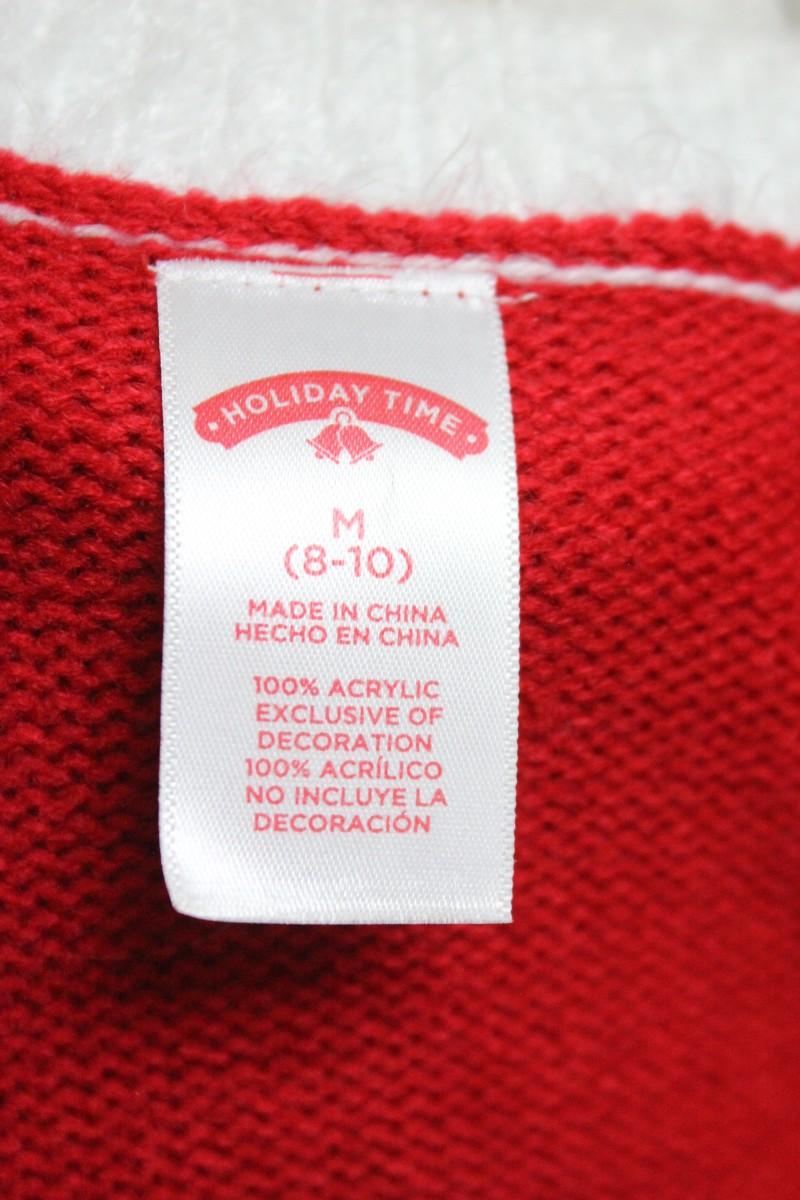 • HOLIDAY TIME •
M
(8-10)
MADE IN CHINA
HECHO EN CHINA
100% ACRYLIC
EXCLUSIVE OF
DECORATION
100% ACRÍLICO
NO INCLUYE LA
DECORACIÓN